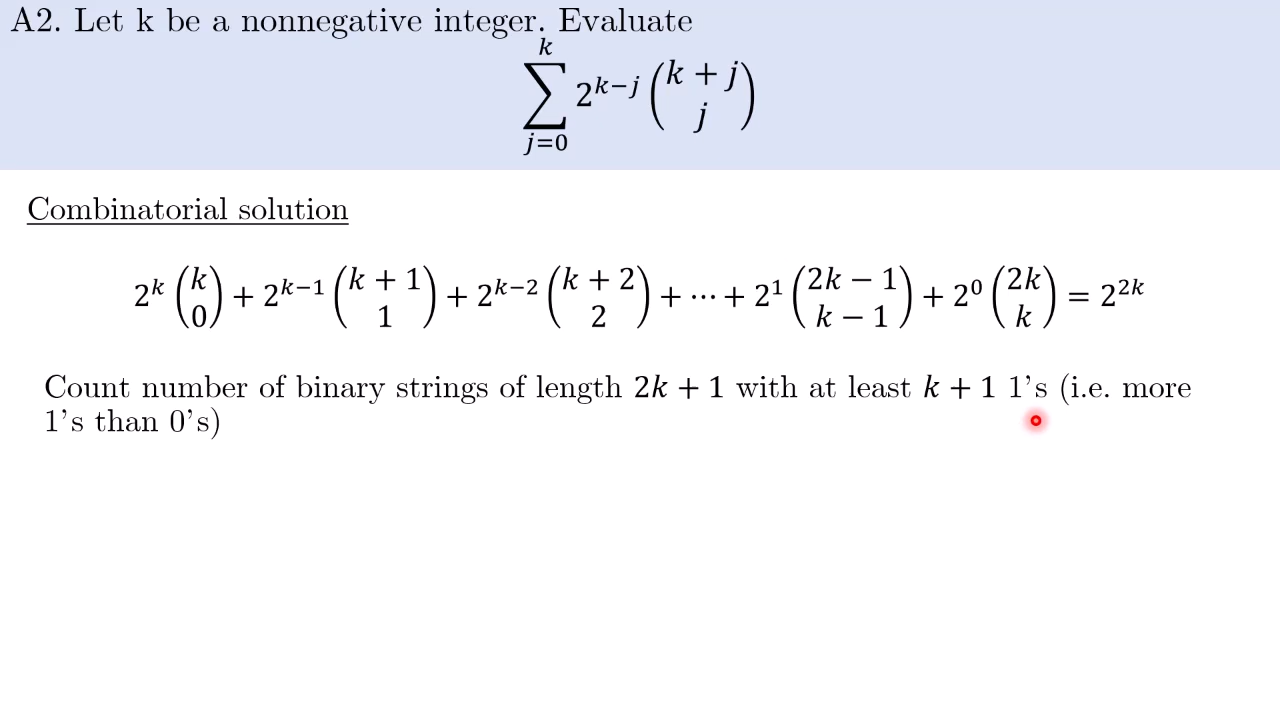 A2. Let k be a nonnegative integer. Evaluate
$$\sum_{j=0}^{k} 2^{k-j} \binom{k+j}{j}$$
Combinatorial solution
$$2^k \binom{k}{0} + 2^{k-1} \binom{k+1}{1} + 2^{k-2} \binom{k+2}{2} + \cdots + 2^1 \binom{2k-1}{k-1} + 2^0 \binom{2k}{k} = 2^{2k}$$
Count number of binary strings of length $2k+1$ with at least $k+1$ 1's (i.e. more
1's than 0's)